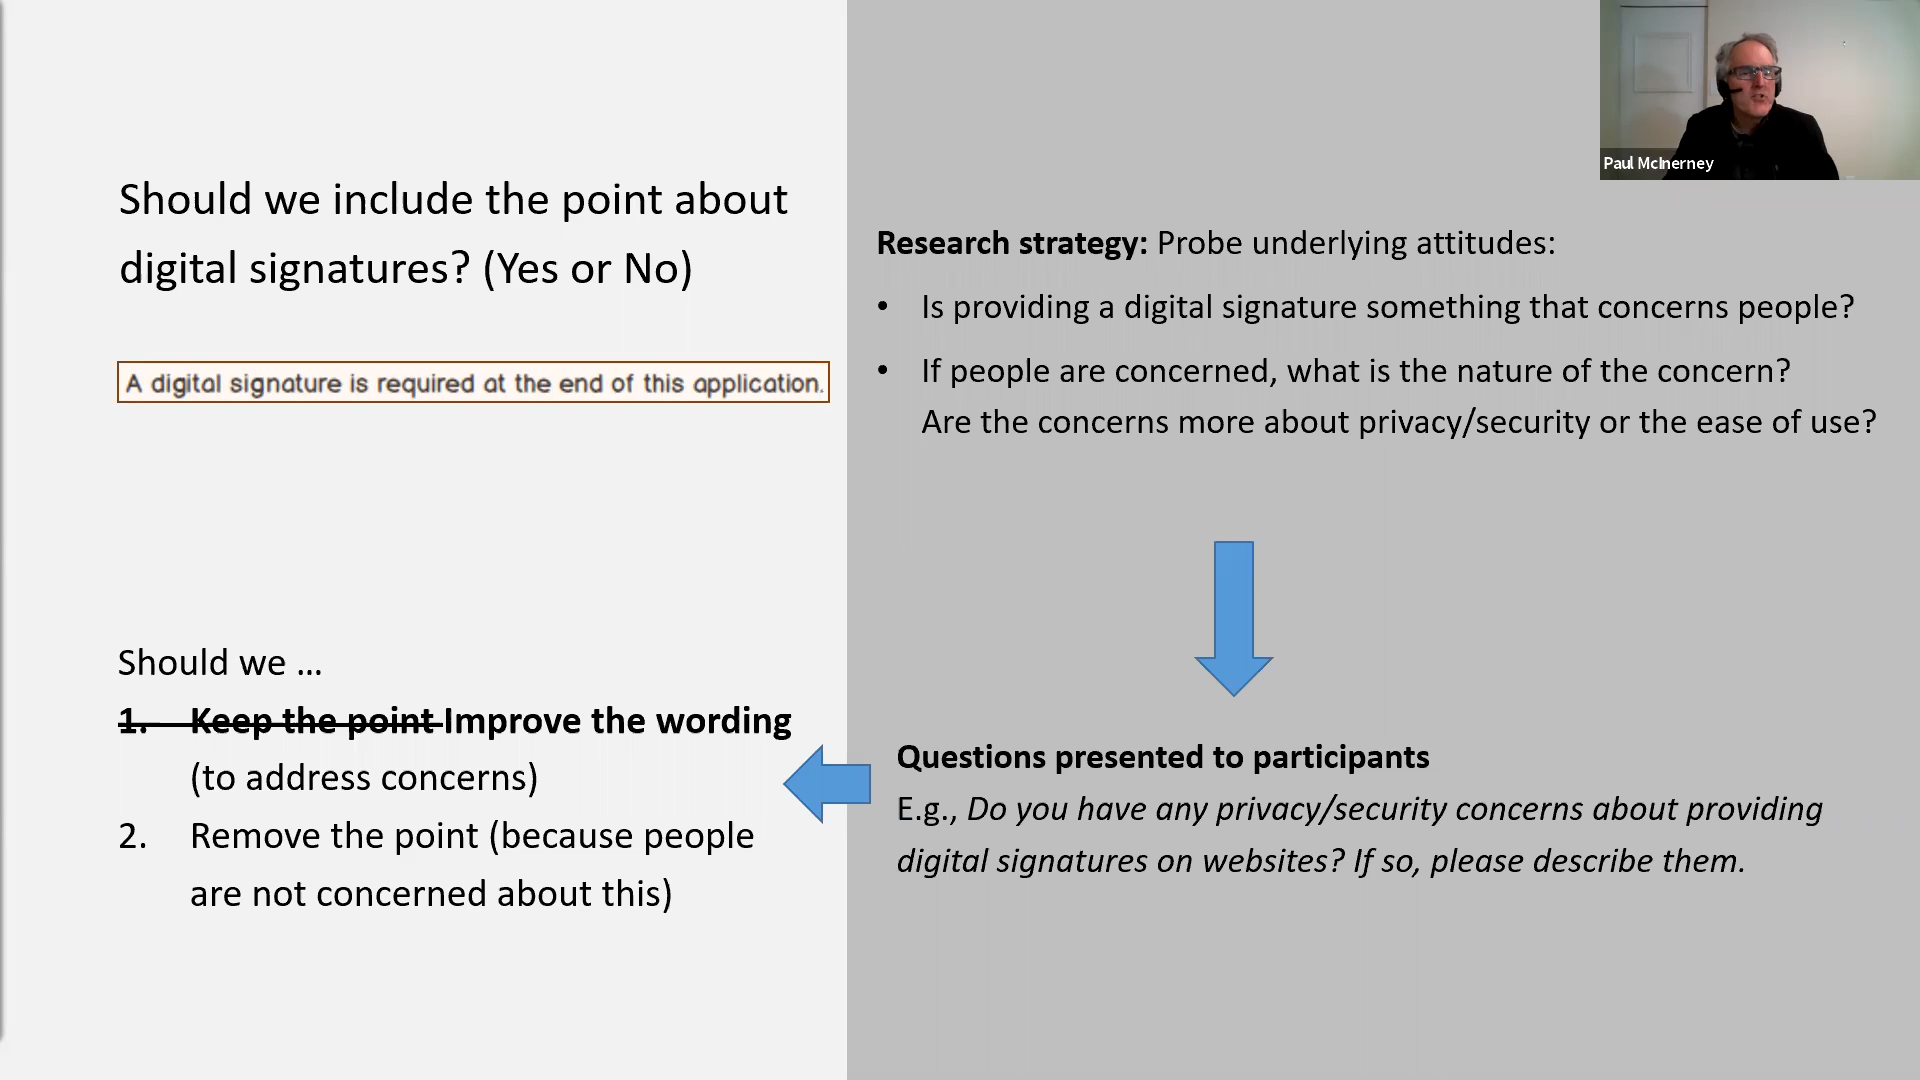 Should we include the point about
digital signatures? (Yes or No)
A digital signature is required at the end of this application.
Should we ...
1. Keep the point Improve the wording
(to address concerns)
2. Remove the point (because people
are not concerned about this)
Paul McInerney
Research strategy: Probe underlying attitudes:
• Is providing a digital signature something that concerns people?
• If people are concerned, what is the nature of the concern?
Are the concerns more about privacy/security or the ease of use?
Questions presented to participants
E.g., Do you have any privacy/security concerns about providing
digital signatures on websites? If so, please describe them.